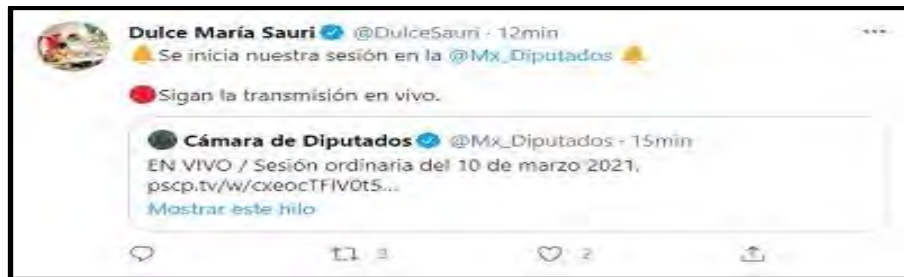 Dulce María Sauri @DulceSauri · 12min
🔔Se inicia nuestra sesión en la @Mx_Diputados 🔔
🔴Sigan la transmisión en vivo.
Cámara de Diputados @Mx_Diputados · 15min
EN VIVO / Sesión ordinaria del 10 de marzo 2021.
pscp.tv/w/cxeocTFIV0t5...
Mostrar este hilo
3 2